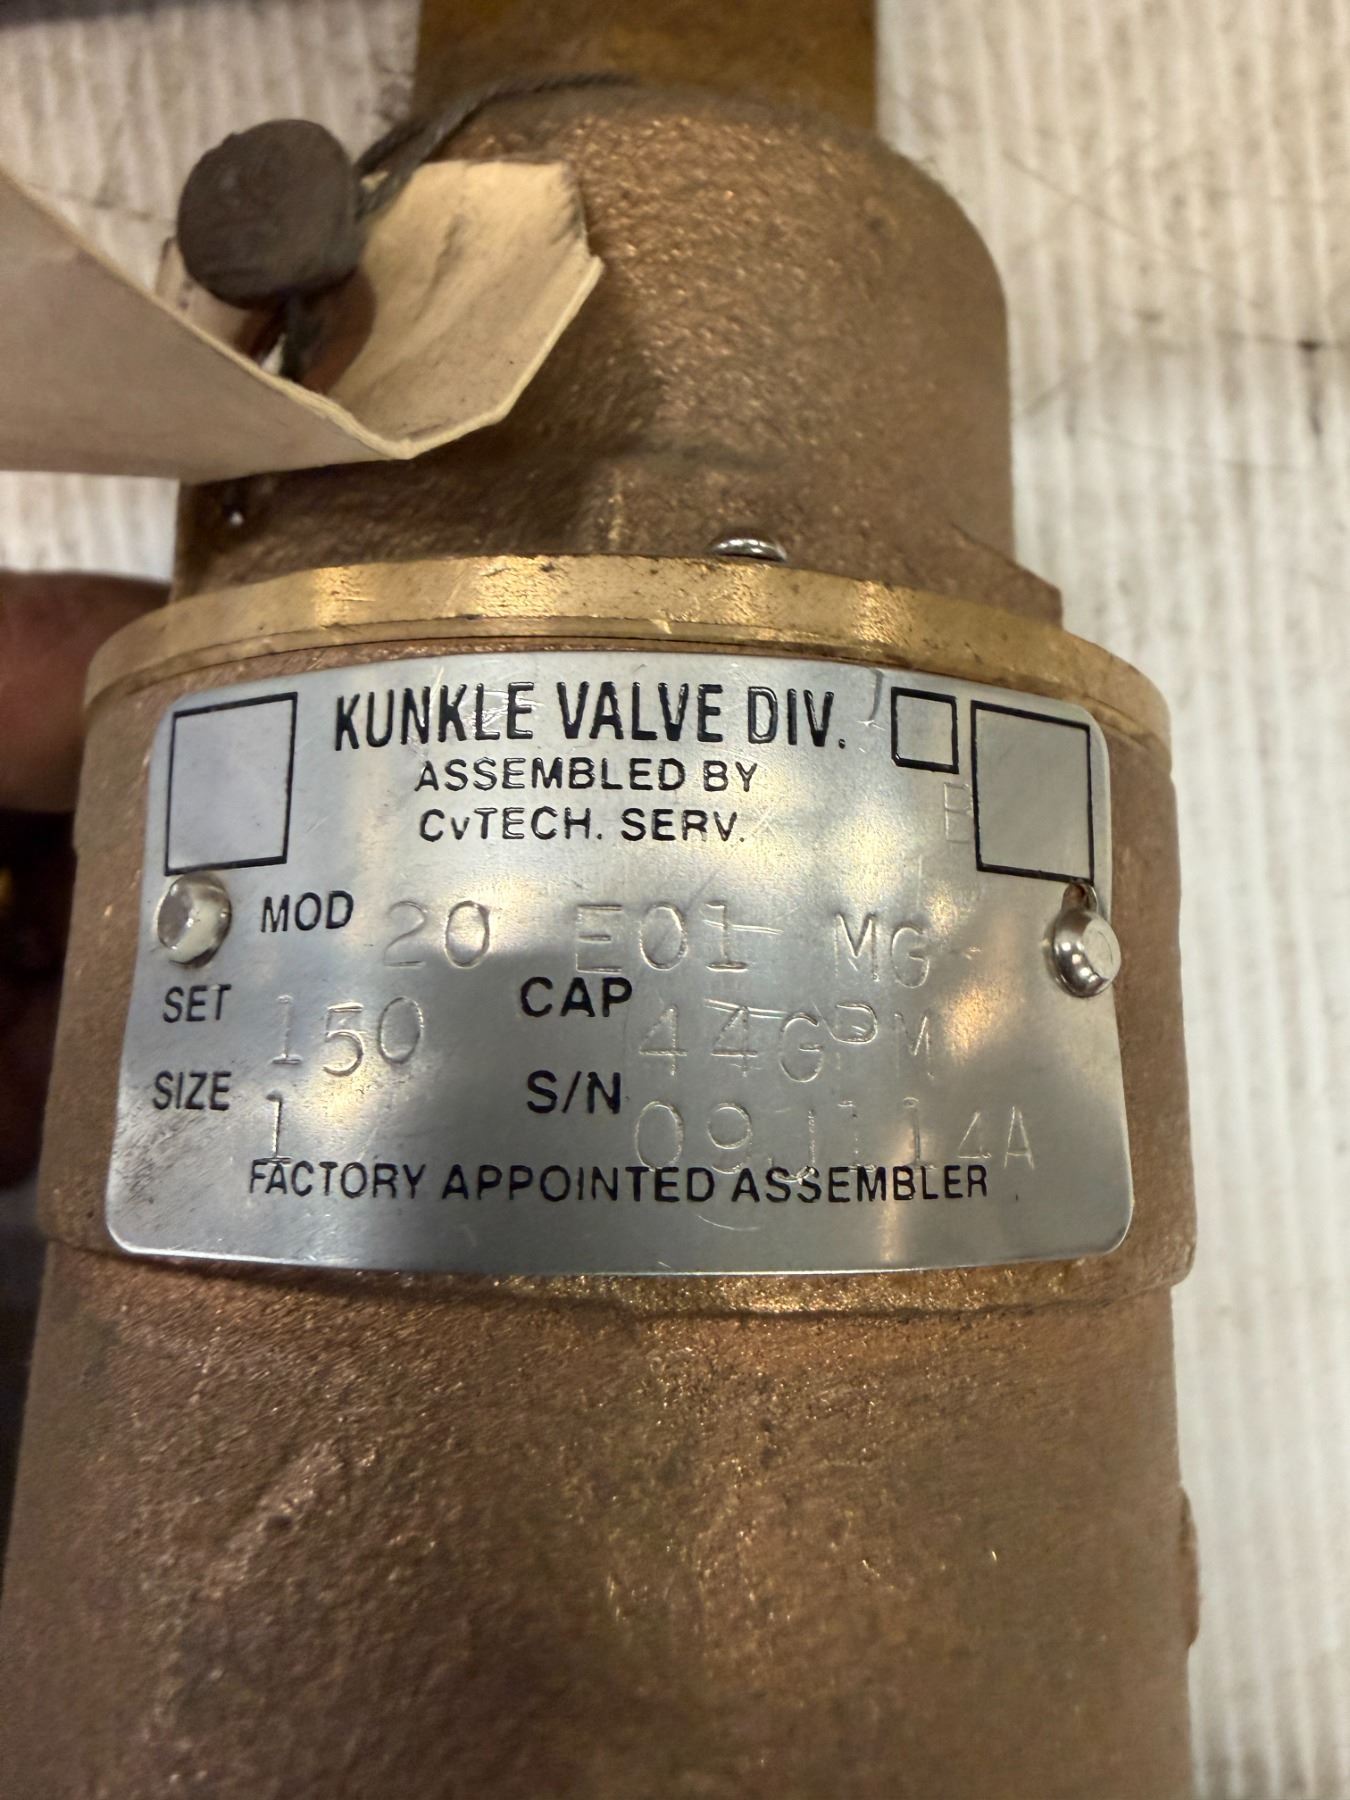 KUNKLE VALVE DIV.
ASSEMBLED BY
CVTECH. SERV.
E
MOD 20 E01 MG
SET 150 CAP 44GPM
SIZE 1 S/N 09J114A
FACTORY APPOINTED ASSEMBLER